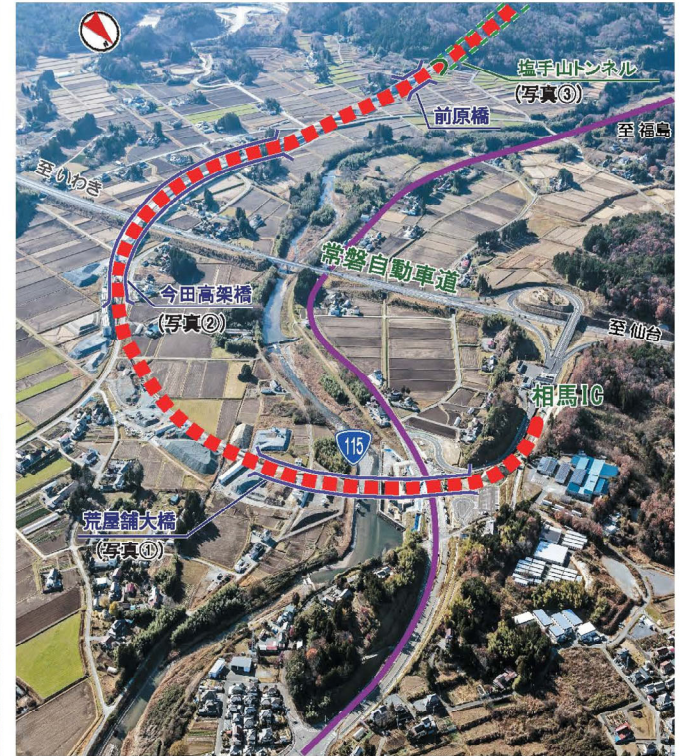 塩手山トンネル
(写真③)
前原橋
至 福島
至 いわき
常磐自動車道
今田高架橋
(写真②)
至 仙台
相馬IC
115
荒屋舗大橋
(写真①)